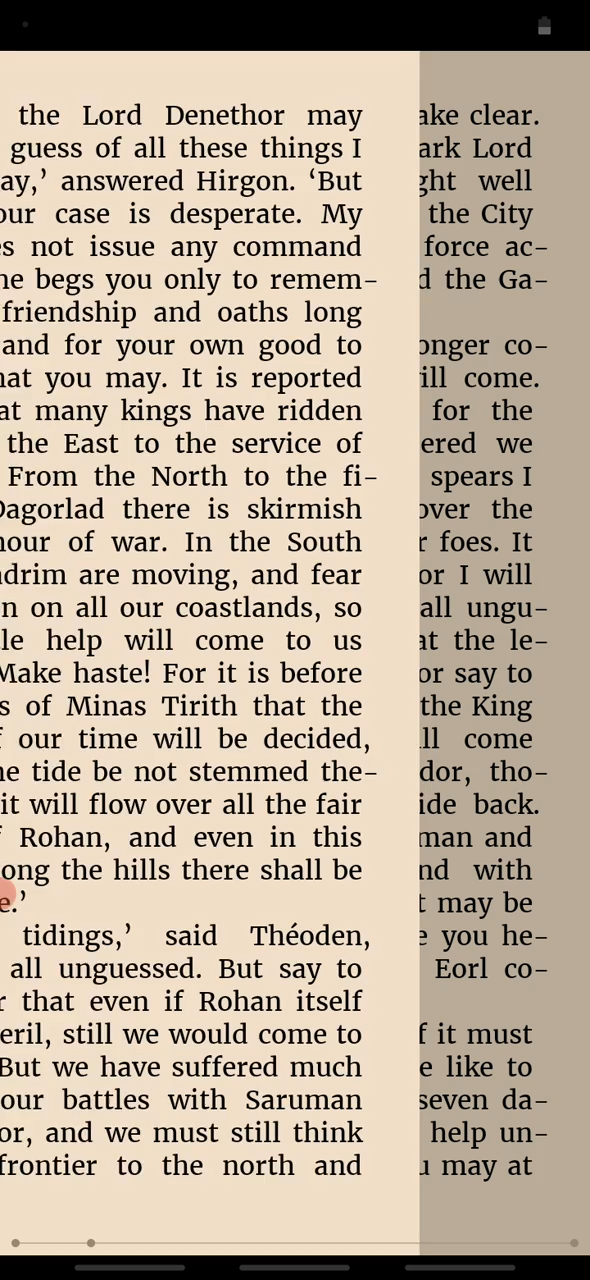 the Lord Denethor may
guess of all these things I
ay,’ answered Hirgon. ‘But
our case is desperate. My
es not issue any command
he begs you only to remem-
friendship and oaths long
and for your own good to
hat you may. It is reported
at many kings have ridden
the East to the service of
From the North to the fi-
Dagorlad there is skirmish
mour of war. In the South
adrim are moving, and fear
n on all our coastlands, so
tle help will come to us
Make haste! For it is before
s of Minas Tirith that the
f our time will be decided,
he tide be not stemmed the-
it will flow over all the fair
f Rohan, and even in this
ong the hills there shall be
e.’
tidings,’ said Théoden,
all unguessed. But say to
r that even if Rohan itself
eril, still we would come to
But we have suffered much
our battles with Saruman
or, and we must still think
frontier to the north and
ake clear.
ark Lord
ght well
the City
force ac-
d the Ga-
onger co-
ill come.
for the
ered we
spears I
over the
r foes. It
or I will
all ungu-
at the le-
or say to
the King
ll come
dor, tho-
ide back.
man and
nd with
t may be
e you he-
Eorl co-
f it must
e like to
seven da-
help un-
u may at